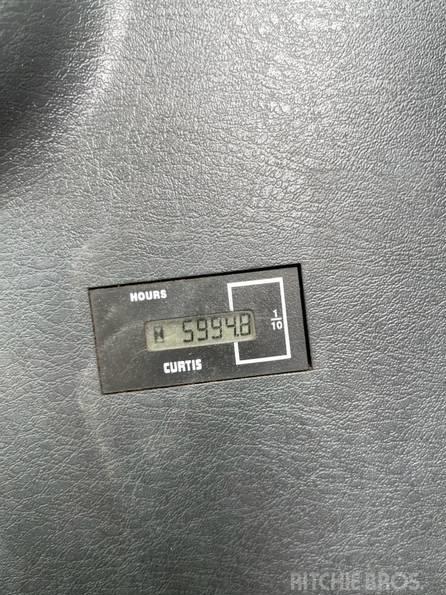 HOURS
5994.8
1/10
CURTIS
RITCHIE BROS.